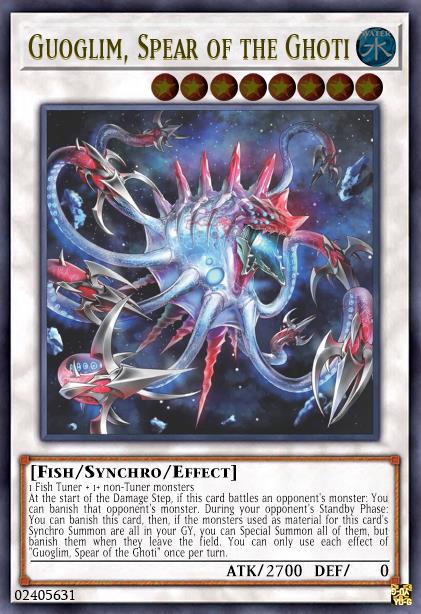 GUOGLIM, SPEAR OF THE GHOTI
WATER
水
[FISH/SYNCHRO/EFFECT]
1 Fish Tuner + 1+ non-Tuner monsters
At the start of the Damage Step, if this card battles an opponent's monster: You
can banish that opponent's monster. During your opponent's Standby Phase:
You can banish this card, then, if the monsters used as material for this card's
Synchro Summon are all in your GY, you can Special Summon all of them, but
banish them when they leave the field. You can only use each effect of
"Guoglim, Spear of the Ghoti" once per turn.
ATK/2700 DEF/ 0
02405631